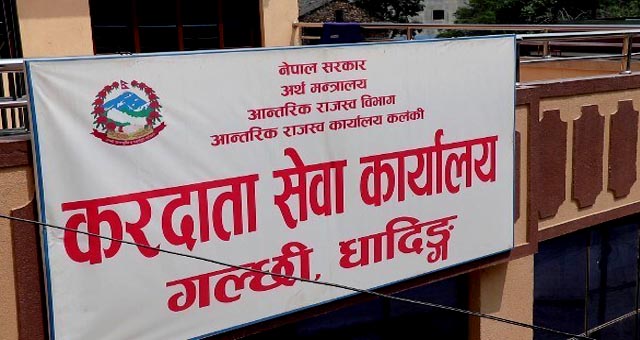 नेपाल सरकार
अर्थ मन्त्रालय
आन्तरिक राजस्व विभाग
आन्तरिक राजस्व कार्यालय कलंकी
करदाता सेवा कार्यालय
गल्छी, धादिङ्ग